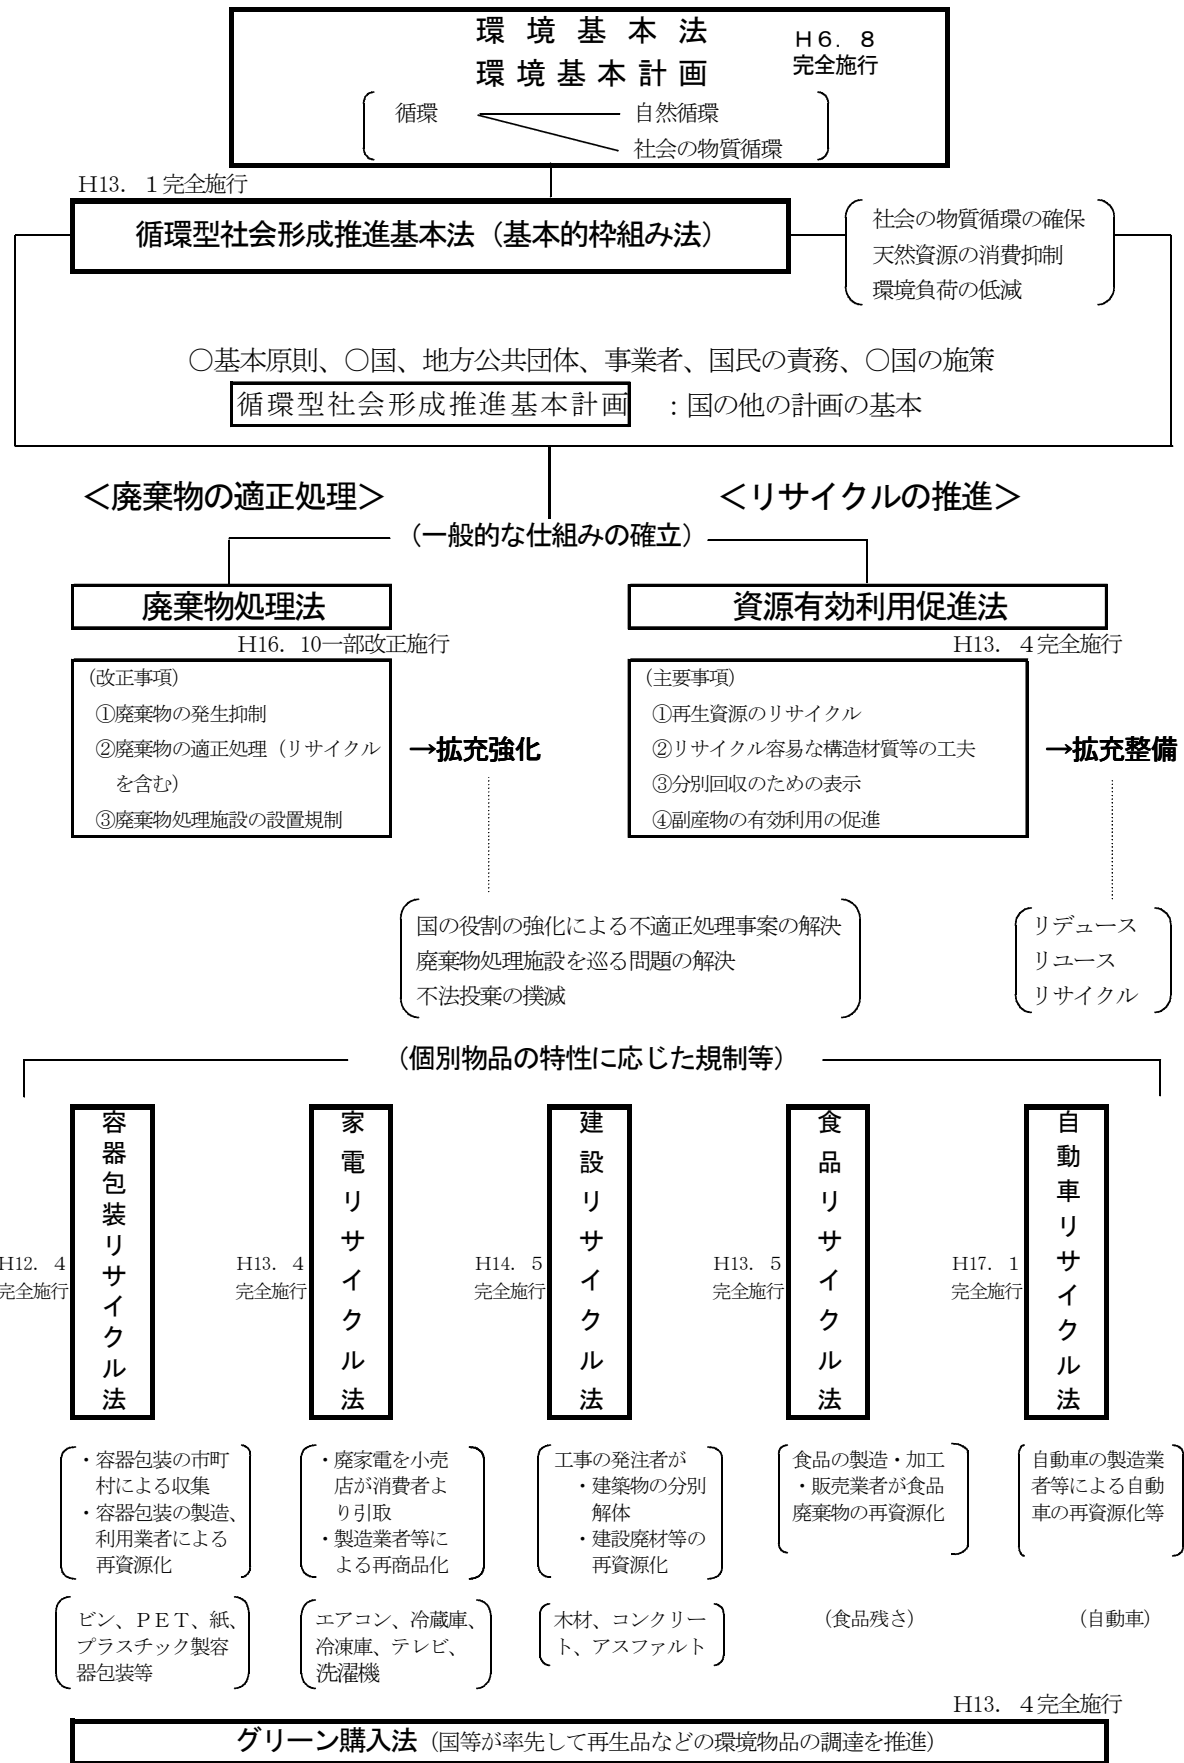 環境基本法
H6.8
完全施行
環境基本計画
循環
自然循環
社会の物質循環
H13.1完全施行
循環型社会形成推進基本法(基本的枠組み法)
社会の物質循環の確保
天然資源の消費抑制
環境負荷の低減
○基本原則、○国、地方公共団体、事業者、国民の責務、○国の施策
循環型社会形成推進基本計画 :国の他の計画の基本
<廃棄物の適正処理>
<リサイクルの推進>
(一般的な仕組みの確立)
廃棄物処理法
H16.10一部改正施行
(改正事項)
①廃棄物の発生抑制
②廃棄物の適正処理(リサイクル
を含む)
③廃棄物処理施設の設置規制
→拡充強化
国の役割の強化による不適正処理事案の解決
廃棄物処理施設を巡る問題の解決
不法投棄の撲滅
資源有効利用促進法
H13.4完全施行
(主要事項)
①再生資源のリサイクル
②リサイクル容易な構造材質等の工夫
③分別回収のための表示
④副産物の有効利用の促進
→拡充整備
リデュース
リユース
リサイクル
(個別物品の特性に応じた規制等)
H12.4
完全施行
容器包装リサイクル法
・容器包装の市町
村による収集
・容器包装の製造、
利用業者による
再資源化
ビン、PET、紙、
プラスチック製容
器包装等
H13.4
完全施行
家電リサイクル法
・廃家電を小売
店が消費者よ
り引取
・製造業者等に
よる再商品化
エアコン、冷蔵庫、
冷凍庫、テレビ、
洗濯機
H14.5
完全施行
建設リサイクル法
工事の発注者が
・建築物の分別
解体
・建設廃材等の
再資源化
木材、コンクリー
ト、アスファルト
H13.5
完全施行
食品リサイクル法
食品の製造・加工
・販売業者が食品
廃棄物の再資源化
(食品残さ)
H17.1
完全施行
自動車リサイクル法
自動車の製造業
者等による自動
車の再資源化等
(自動車)
H13.4完全施行
グリーン購入法(国等が率先して再生品などの環境物品の調達を推進)